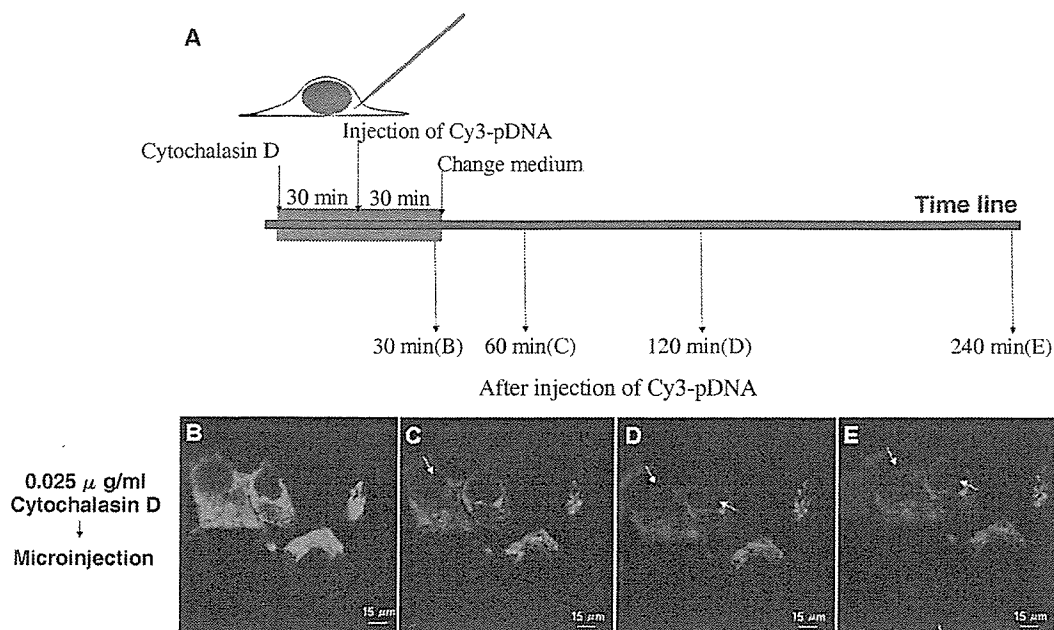 A
Injection of Cy3-pDNA
Cytochalasin D
Change medium
30 min
30 min
Time line
30 min(B)
60 min(C)
120 min(D)
240 min(E)
After injection of Cy3-pDNA
B
C
D
E
0.025 μ g/ml
Cytochalasin D
Microinjection
15 μm
15 μm
15 μm
15 μm